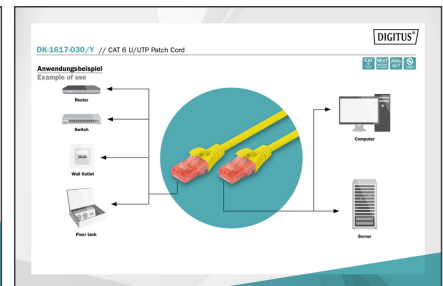 DIGITUS®
DK-1617-030/Y // CAT 6 U/UTP Patch Cord
Anwendungsbeispiel
Example of use
Router
Switch
Wall Outlet
Floor tank
Computer
Server